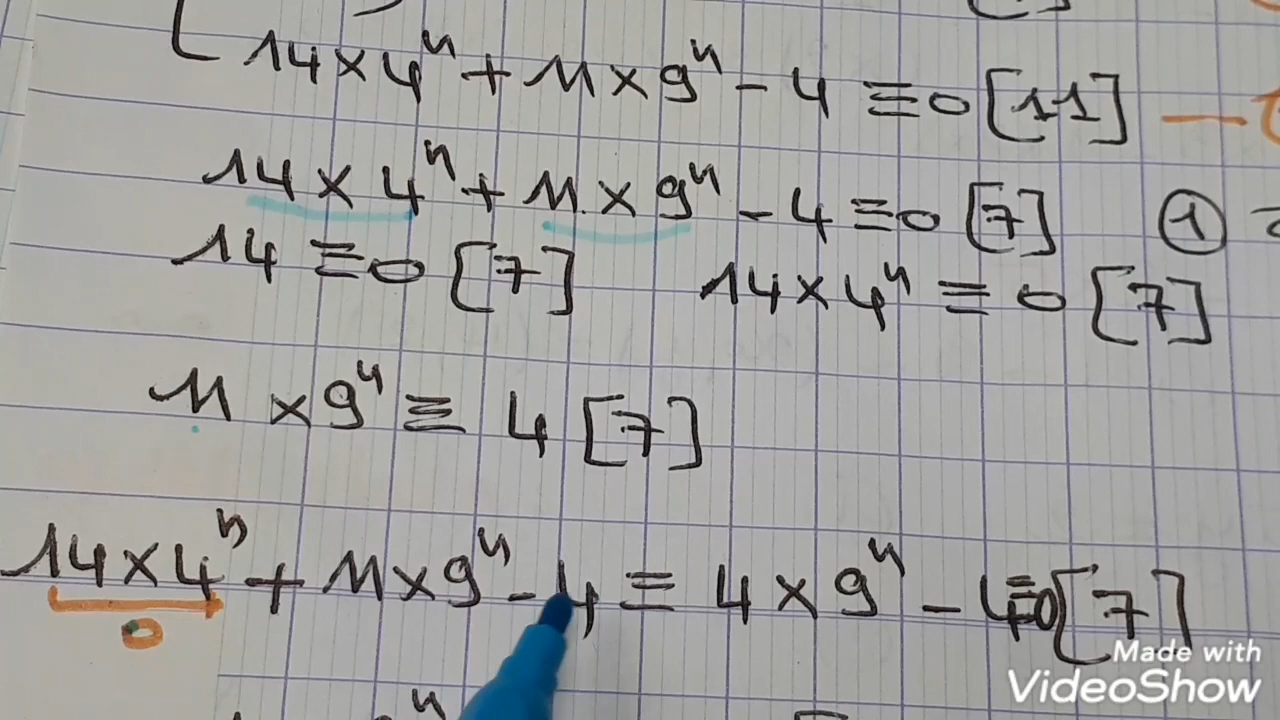 14 × 4ⁿ + 11 × 9ⁿ - 4 ≡ 0 [11]
14 × 4ⁿ + 11 × 9ⁿ - 4 ≡ 0 [7] ①
14 ≡ 0 [7] 14 × 4ⁿ ≡ 0 [7]
11 × 9ⁿ ≡ 4 [7]
14 × 4ⁿ + 11 × 9ⁿ - 4 ≡ 4 × 9ⁿ - 4 ≡ 0 [7]
0
Made with
VideoShow